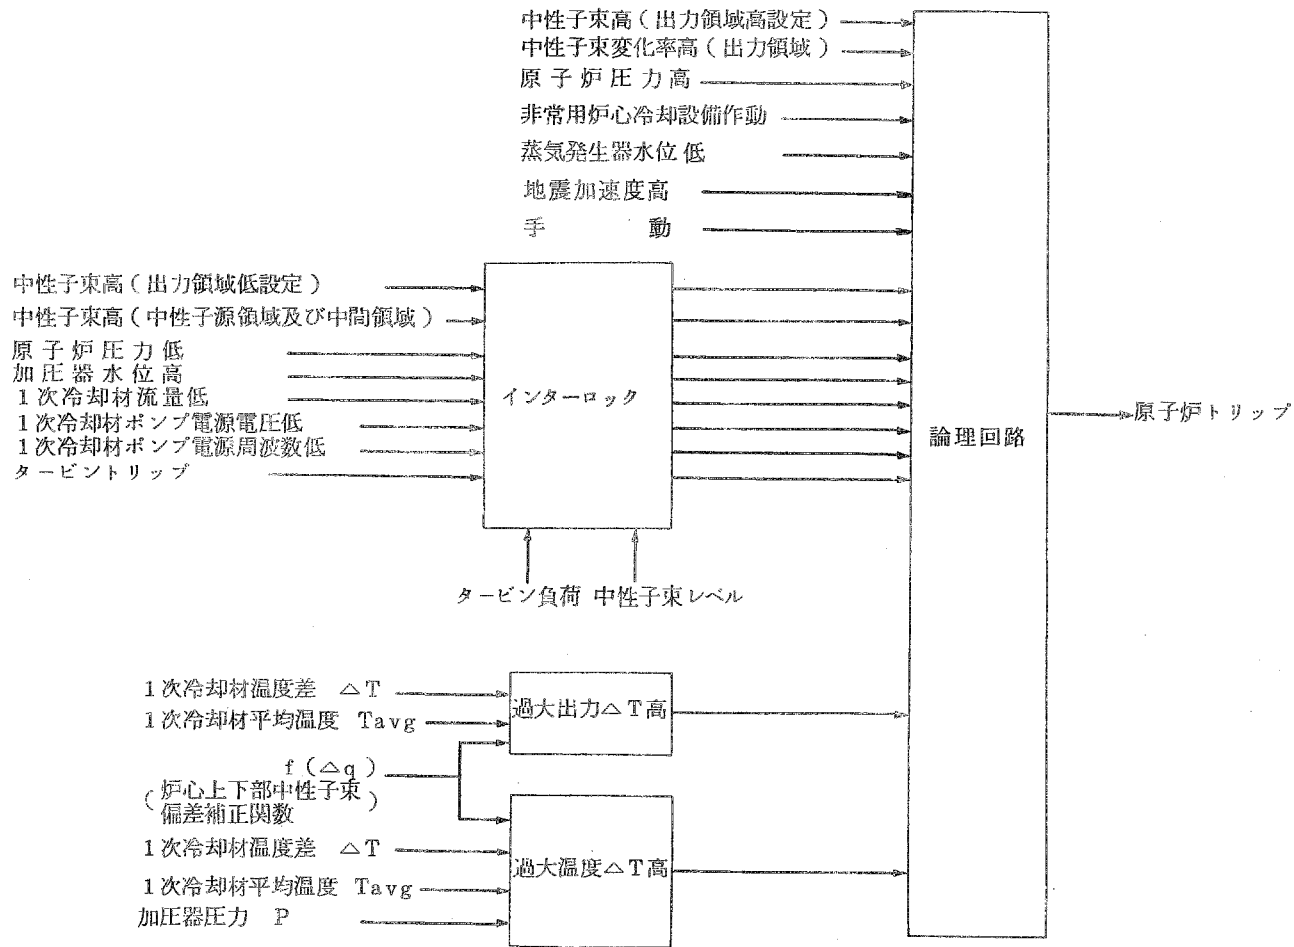 中性子束高（出力領域高設定）
中性子束変化率高（出力領域）
原子炉圧力高
非常用炉心冷却設備作動
蒸気発生器水位低
地震加速度高
手動
中性子束高（出力領域低設定）
中性子束高（中性子源領域及び中間領域）
原子炉圧力低
加圧器水位高
1次冷却材流量低
1次冷却材ポンプ電源電圧低
1次冷却材ポンプ電源周波数低
タービントリップ
インターロック
タービン負荷 中性子束レベル
論理回路
原子炉トリップ
1次冷却材温度差 △T
1次冷却材平均温度 Tavg
過大出力△T高
f（△q）
（炉心上下部中性子束
偏差補正関数）
1次冷却材温度差 △T
1次冷却材平均温度 Tavg
加圧器圧力 P
過大温度△T高